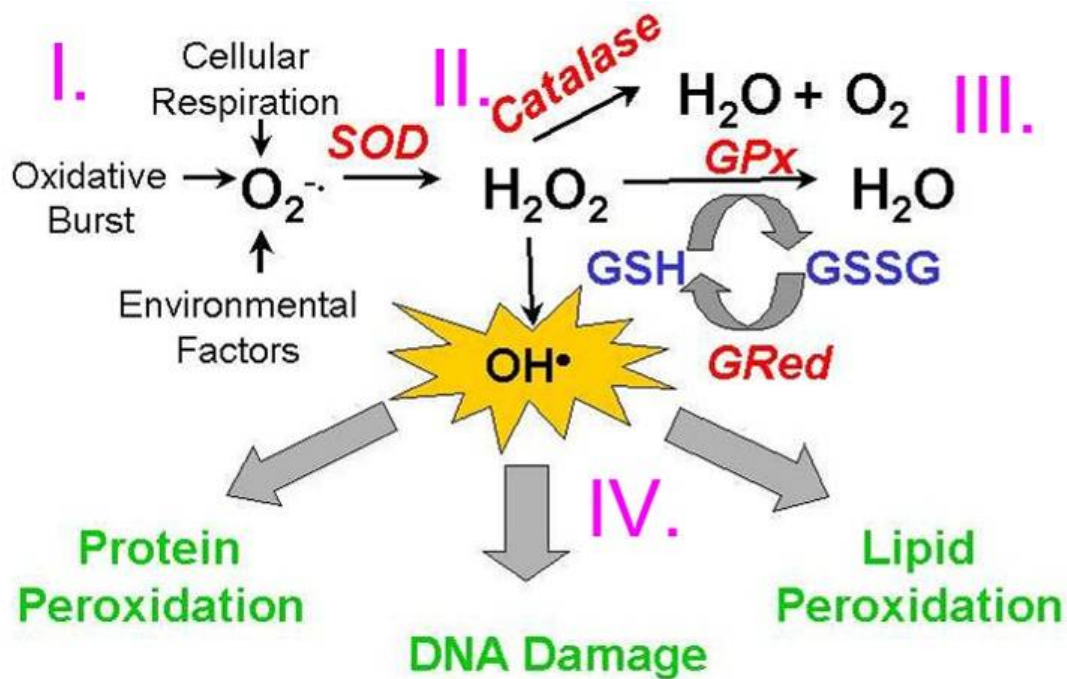 I.
Cellular
Respiration
Oxidative
Burst
O₂⁻·
Environmental
Factors
SOD
II.
H₂O₂
Catalase
H₂O + O₂
III.
GPx
H₂O
GSH
GSSG
GRed
OH•
IV.
Protein
Peroxidation
DNA Damage
Lipid
Peroxidation